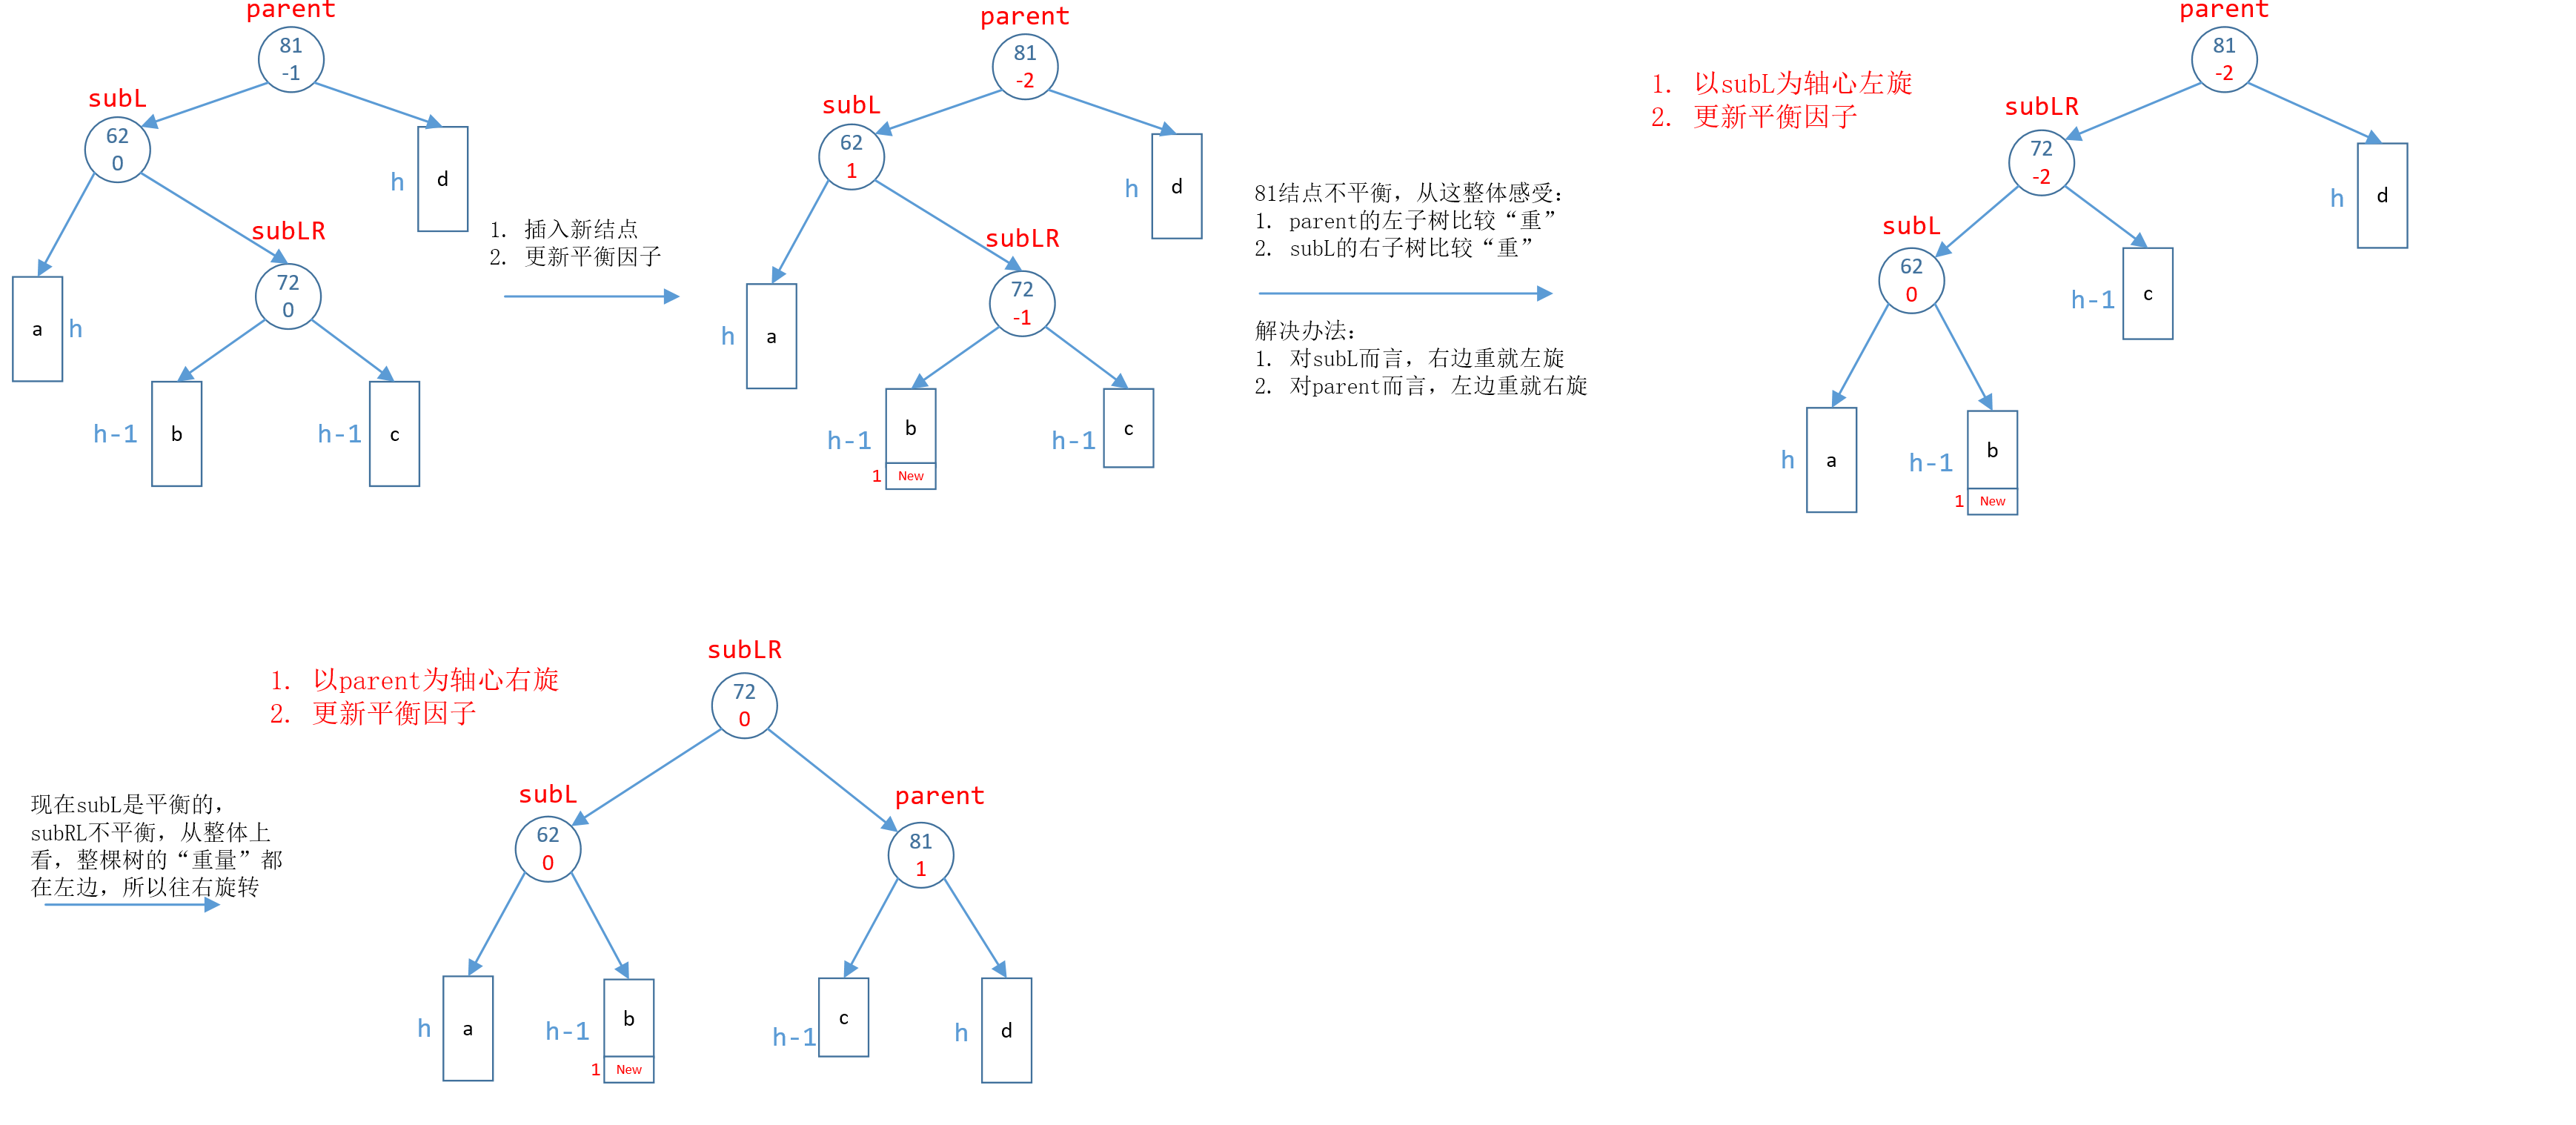 parent
81
-1
subL
62
0
d
h
subLR
72
0
a
h
b
h-1
c
h-1
1. 插入新结点
2. 更新平衡因子
parent
81
-2
subL
62
1
d
h
subLR
72
-1
a
h
b
h-1
1
New
c
h-1
81结点不平衡，从这整体感受：
1. parent的左子树比较“重”
2. subL的右子树比较“重”
解决办法：
1. 对subL而言，右边重就左旋
2. 对parent而言，左边重就右旋
1. 以subL为轴心左旋
2. 更新平衡因子
parent
81
-2
subLR
72
-2
h
d
subL
62
0
h-1
c
h
a
h-1
b
1
New
现在subL是平衡的，
subRL不平衡，从整体上
看，整棵树的“重量”都
在左边，所以往右旋转
1. 以parent为轴心右旋
2. 更新平衡因子
subLR
72
0
subL
62
0
parent
81
1
h
a
h-1
b
1
New
h-1
c
h
d